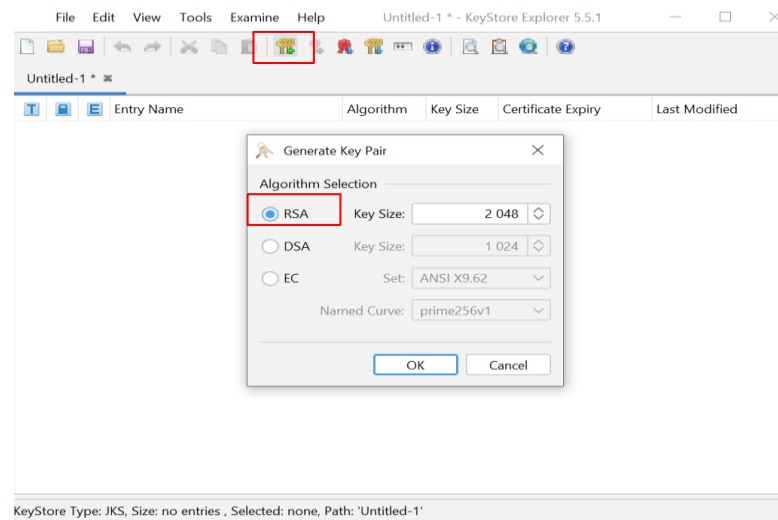 File Edit View Tools Examine Help Untitled-1 * - KeyStore Explorer 5.5.1
Untitled-1 *
T E Entry Name Algorithm Key Size Certificate Expiry Last Modified
Generate Key Pair
Algorithm Selection
RSA Key Size: 2 048
DSA Key Size: 1 024
EC Set: ANSI X9.62
Named Curve: prime256v1
OK Cancel
KeyStore Type: JKS, Size: no entries , Selected: none, Path: 'Untitled-1'